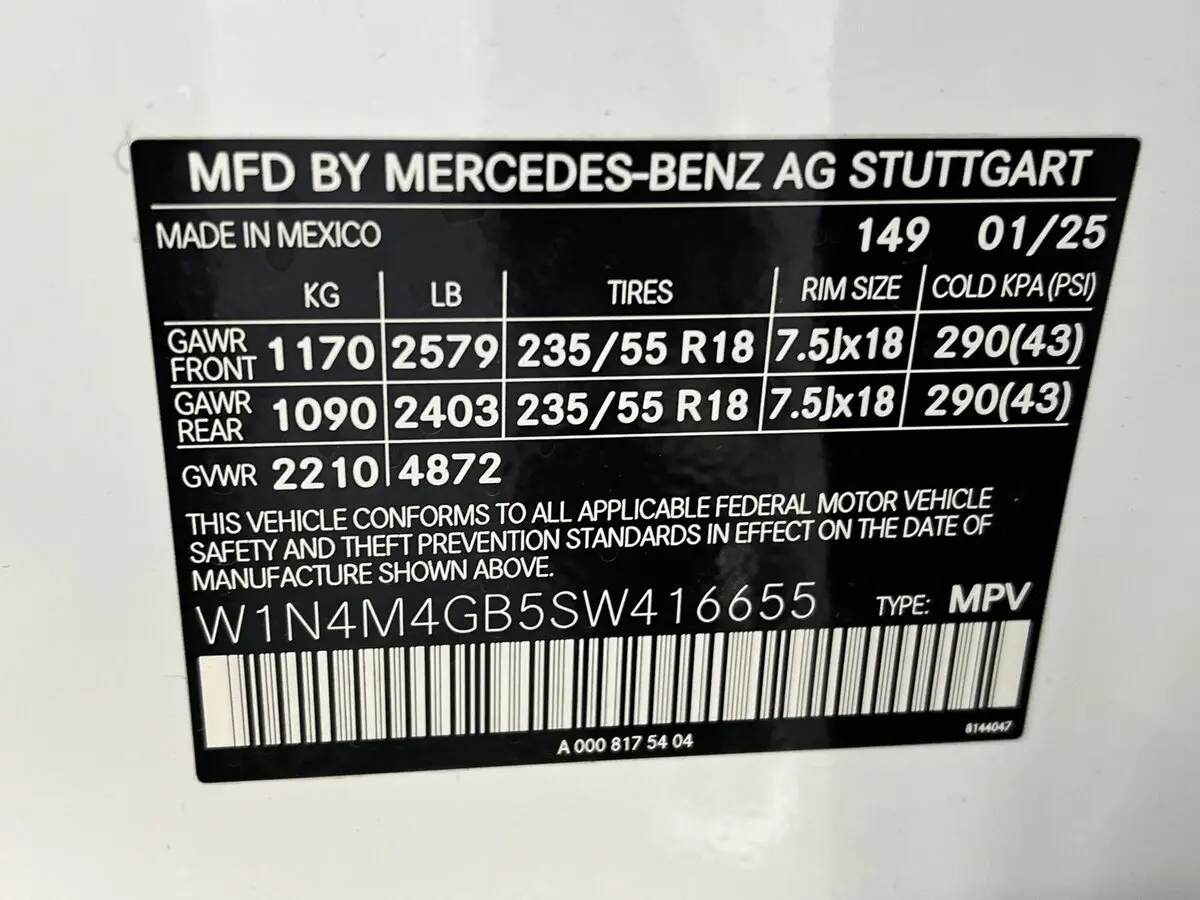 MFD BY MERCEDES-BENZ AG STUTTGART
MADE IN MEXICO 149 01/25
KG LB TIRES RIM SIZE COLD KPA (PSI)
GAWR FRONT 1170 2579 235/55 R18 7.5Jx18 290(43)
GAWR REAR 1090 2403 235/55 R18 7.5Jx18 290(43)
GVWR 2210 4872
THIS VEHICLE CONFORMS TO ALL APPLICABLE FEDERAL MOTOR VEHICLE
SAFETY AND THEFT PREVENTION STANDARDS IN EFFECT ON THE DATE OF
MANUFACTURE SHOWN ABOVE.
W1N4M4GB5SW416655 TYPE: MPV
A 000 817 54 04
8144047